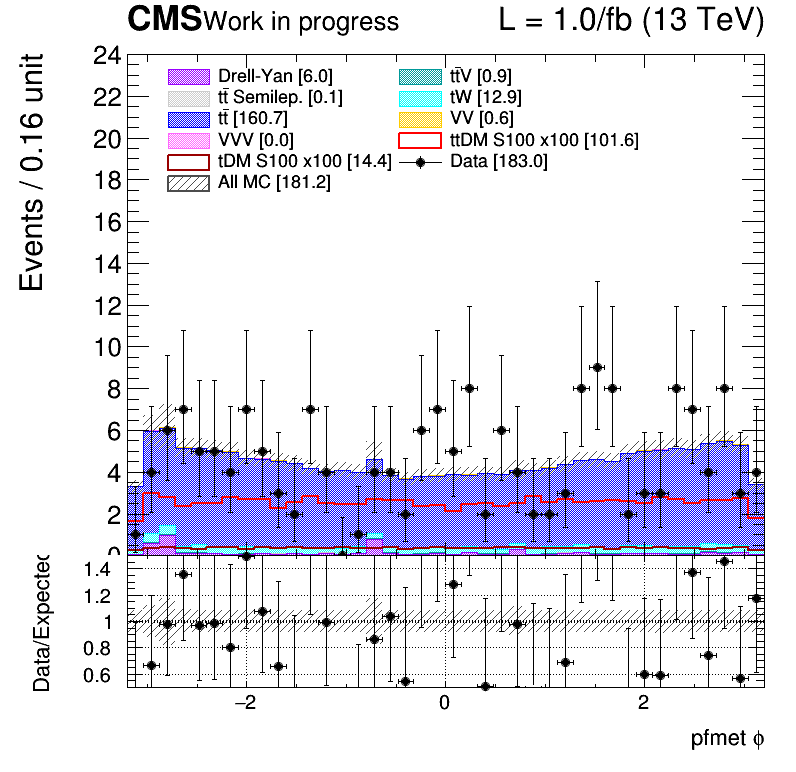 CMS Work in progress L = 1.0/fb (13 TeV)
Events / 0.16 unit
24
22
20
18
16
14
12
10
8
6
4
2
0
Drell-Yan [6.0]
tt̄V [0.9]
tt̄ Semilep. [0.1]
tW [12.9]
tt̄ [160.7]
VV [0.6]
VVV [0.0]
ttDM S100 x100 [101.6]
tDM S100 x100 [14.4]
Data [183.0]
All MC [181.2]
Data/Expected
1.4
1.2
1
0.8
0.6
−2 0 2
pfmet ϕ